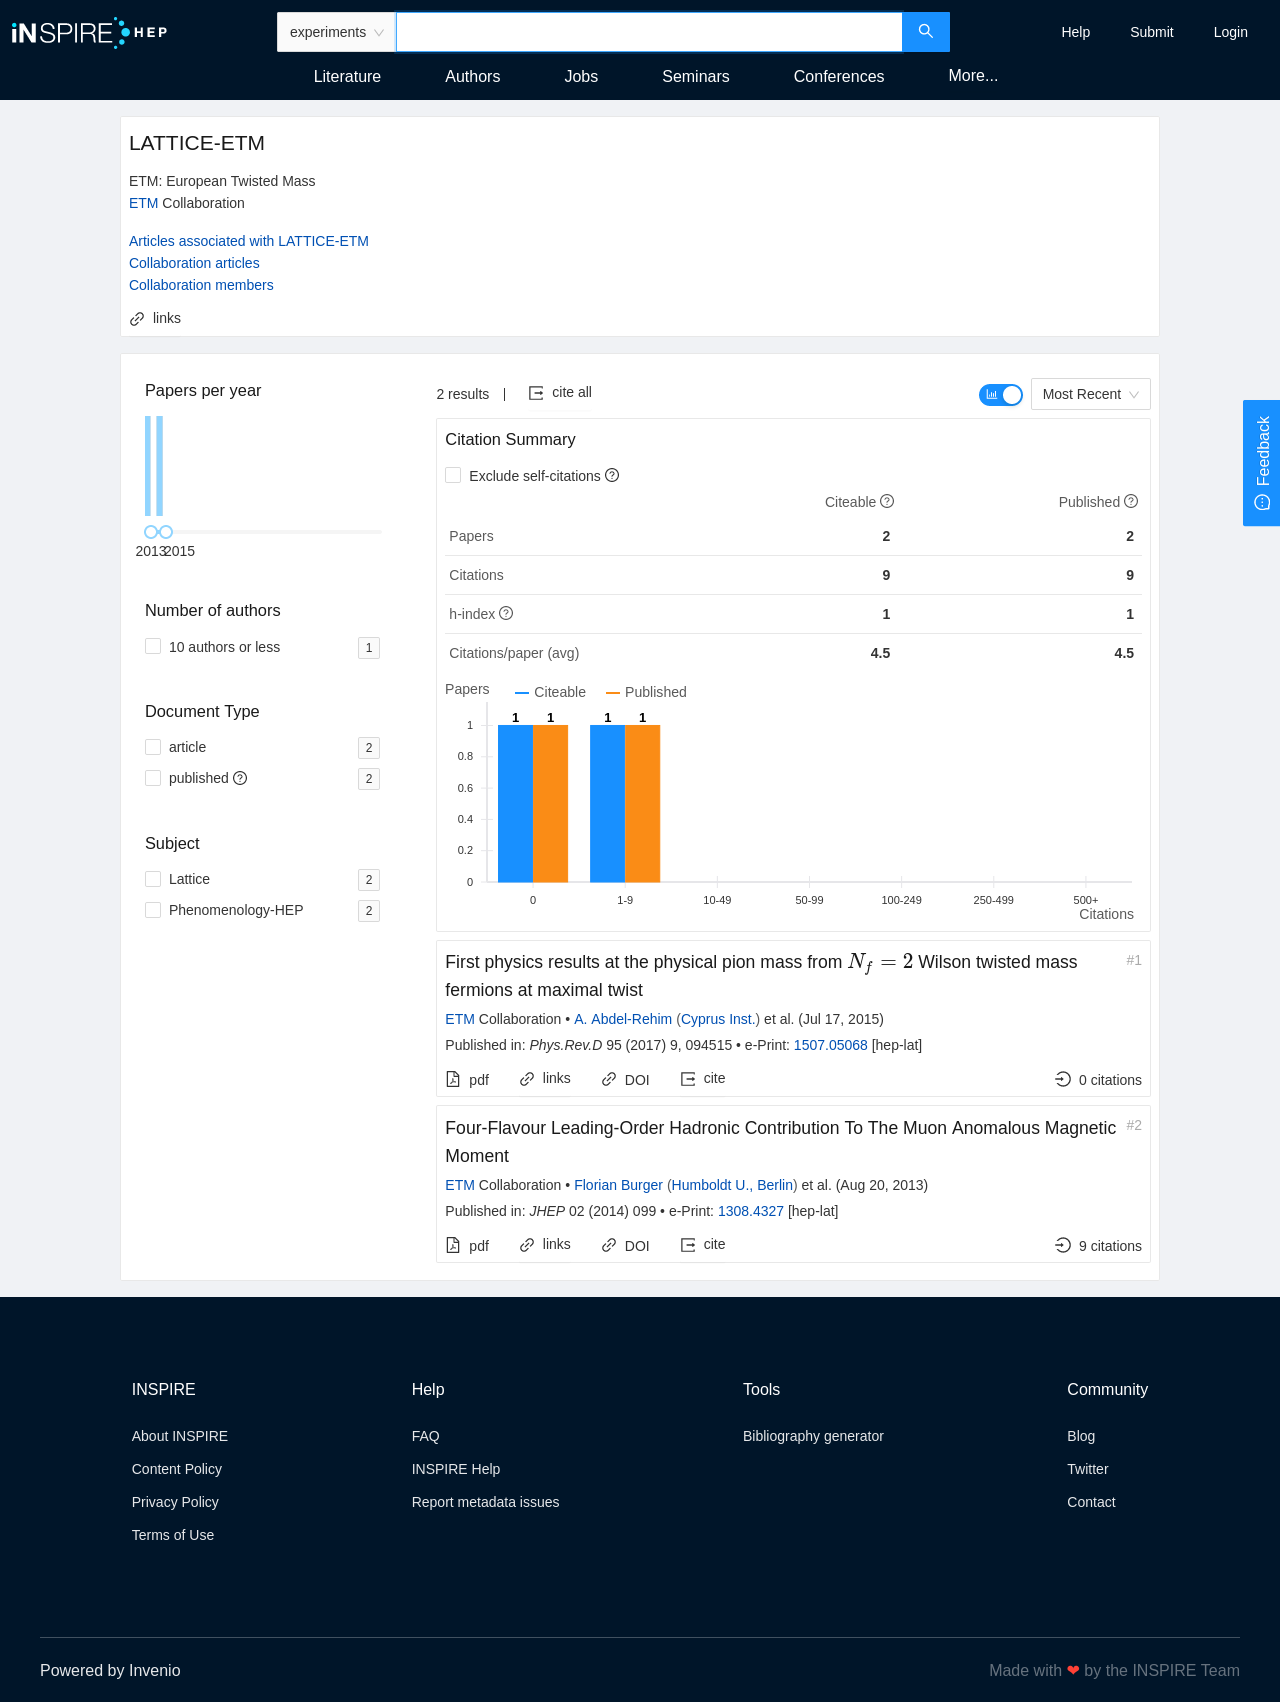 iNSPIRE HEP
experiments
Help
Submit
Login
Literature
Authors
Jobs
Seminars
Conferences
More...
LATTICE-ETM
ETM: European Twisted Mass
ETM Collaboration
Articles associated with LATTICE-ETM
Collaboration articles
Collaboration members
links
Papers per year
2013
2015
Number of authors
10 authors or less 1
Document Type
article 2
published 2
Subject
Lattice 2
Phenomenology-HEP 2
2 results | cite all
Most Recent
Citation Summary
Exclude self-citations
Citeable Published
Papers 2 2
Citations 9 9
h-index 1 1
Citations/paper (avg) 4.5 4.5
Papers Citeable Published
1 1 1 1
1
0.8
0.6
0.4
0.2
0
0 1-9 10-49 50-99 100-249 250-499 500+
Citations
First physics results at the physical pion mass from N_f = 2 Wilson twisted mass #1
fermions at maximal twist
ETM Collaboration • A. Abdel-Rehim (Cyprus Inst.) et al. (Jul 17, 2015)
Published in: Phys.Rev.D 95 (2017) 9, 094515 • e-Print: 1507.05068 [hep-lat]
pdf links DOI cite 0 citations
Four-Flavour Leading-Order Hadronic Contribution To The Muon Anomalous Magnetic #2
Moment
ETM Collaboration • Florian Burger (Humboldt U., Berlin) et al. (Aug 20, 2013)
Published in: JHEP 02 (2014) 099 • e-Print: 1308.4327 [hep-lat]
pdf links DOI cite 9 citations
Feedback
INSPIRE
About INSPIRE
Content Policy
Privacy Policy
Terms of Use
Help
FAQ
INSPIRE Help
Report metadata issues
Tools
Bibliography generator
Community
Blog
Twitter
Contact
Powered by Invenio
Made with ❤ by the INSPIRE Team